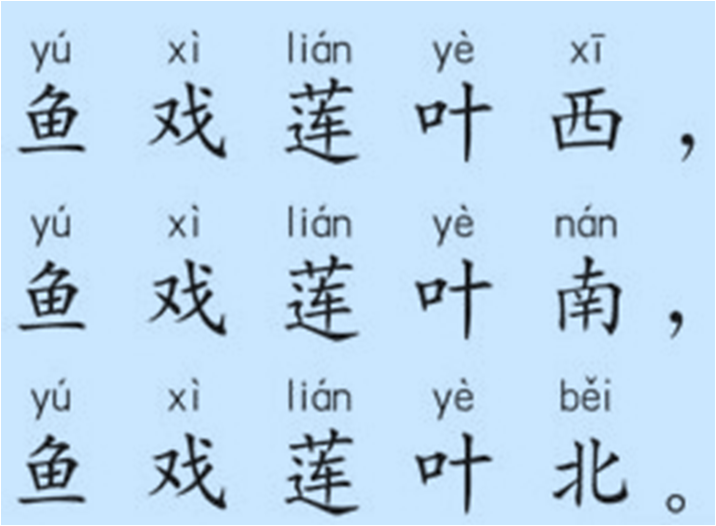 yú xì lián yè xī
鱼戏莲叶西，
yú xì lián yè nán
鱼戏莲叶南，
yú xì lián yè běi
鱼戏莲叶北。